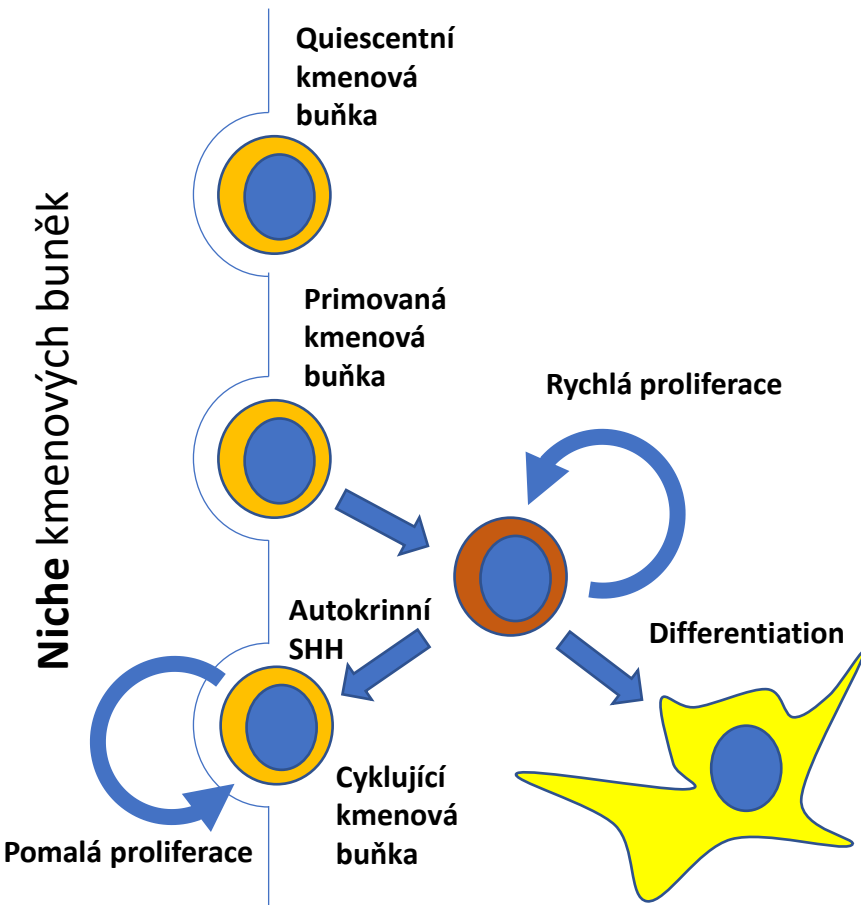 Quiescentní
kmenová
buňka
Niche kmenových buněk
Primovaná
kmenová
buňka
Rychlá proliferace
Autokrinní
SHH
Differentiation
Cyklující
kmenová
buňka
Pomalá proliferace